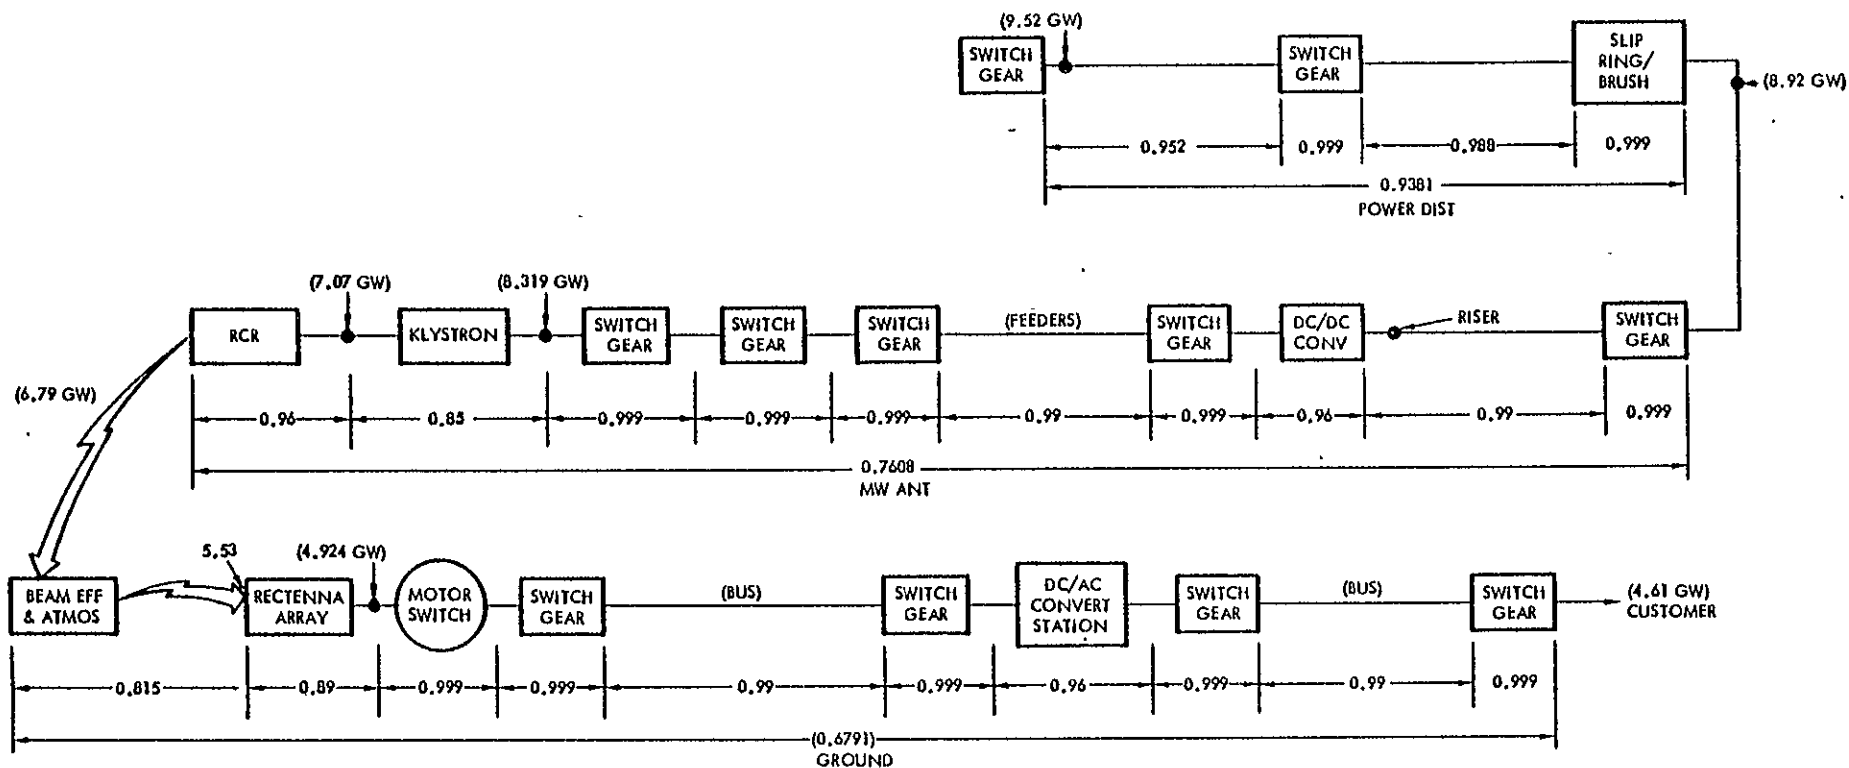 (9.52 GW)
SWITCH
GEAR
SWITCH
GEAR
SLIP
RING/
BRUSH
(8.92 GW)
0.952
0.999
0.988
0.999
0.9381
POWER DIST
(7.07 GW)
(8.319 GW)
RCR
KLYSTRON
SWITCH
GEAR
SWITCH
GEAR
SWITCH
GEAR
(FEEDERS)
SWITCH
GEAR
DC/DC
CONV
RISER
SWITCH
GEAR
(6.79 GW)
0.96
0.85
0.999
0.999
0.999
0.99
0.999
0.96
0.99
0.999
0.7608
MW ANT
5.53
(4.924 GW)
BEAM EFF
& ATMOS
RECTENNA
ARRAY
MOTOR
SWITCH
SWITCH
GEAR
(BUS)
SWITCH
GEAR
DC/AC
CONVERT
STATION
SWITCH
GEAR
(BUS)
SWITCH
GEAR
(4.61 GW)
CUSTOMER
0.815
0.89
0.999
0.999
0.99
0.999
0.96
0.999
0.99
0.999
(0.6791)
GROUND